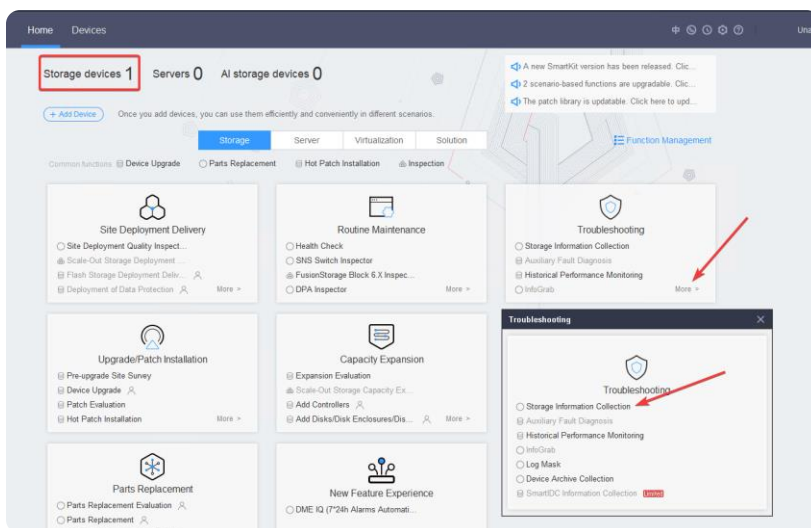 Home Devices
中
Una
Storage devices 1 Servers 0 AI storage devices 0
A new SmartKit version has been released. Clic...
2 scenario-based functions are upgradable. Clic...
The patch library is updatable. Click here to upd...
+ Add Device Once you add devices, you can use them efficiently and conveniently in different scenarios.
Storage Server Virtualization Solution
Function Management
Common functions Device Upgrade Parts Replacement Hot Patch Installation Inspection
Site Deployment Delivery
Site Deployment Quality Inspect...
Scale-Out Storage Deployment ...
Flash Storage Deployment Deliv...
Deployment of Data Protection
More >
Routine Maintenance
Health Check
SNS Switch Inspector
FusionStorage Block 6.X Inspec...
DPA Inspector
More >
Troubleshooting
Storage Information Collection
Auxiliary Fault Diagnosis
Historical Performance Monitoring
InfoGrab
More >
Upgrade/Patch Installation
Pre-upgrade Site Survey
Device Upgrade
Patch Evaluation
Hot Patch Installation
More >
Capacity Expansion
Expansion Evaluation
Scale-Out Storage Capacity Ex...
Add Controllers
Add Disks/Disk Enclosures/Dis...
More >
Troubleshooting
Troubleshooting
Storage Information Collection
Auxiliary Fault Diagnosis
Historical Performance Monitoring
InfoGrab
Log Mask
Device Archive Collection
SmartIDC Information Collection Limited
Parts Replacement
Parts Replacement Evaluation
Parts Replacement
New Feature Experience
DME IQ (7*24h Alarms Automati...